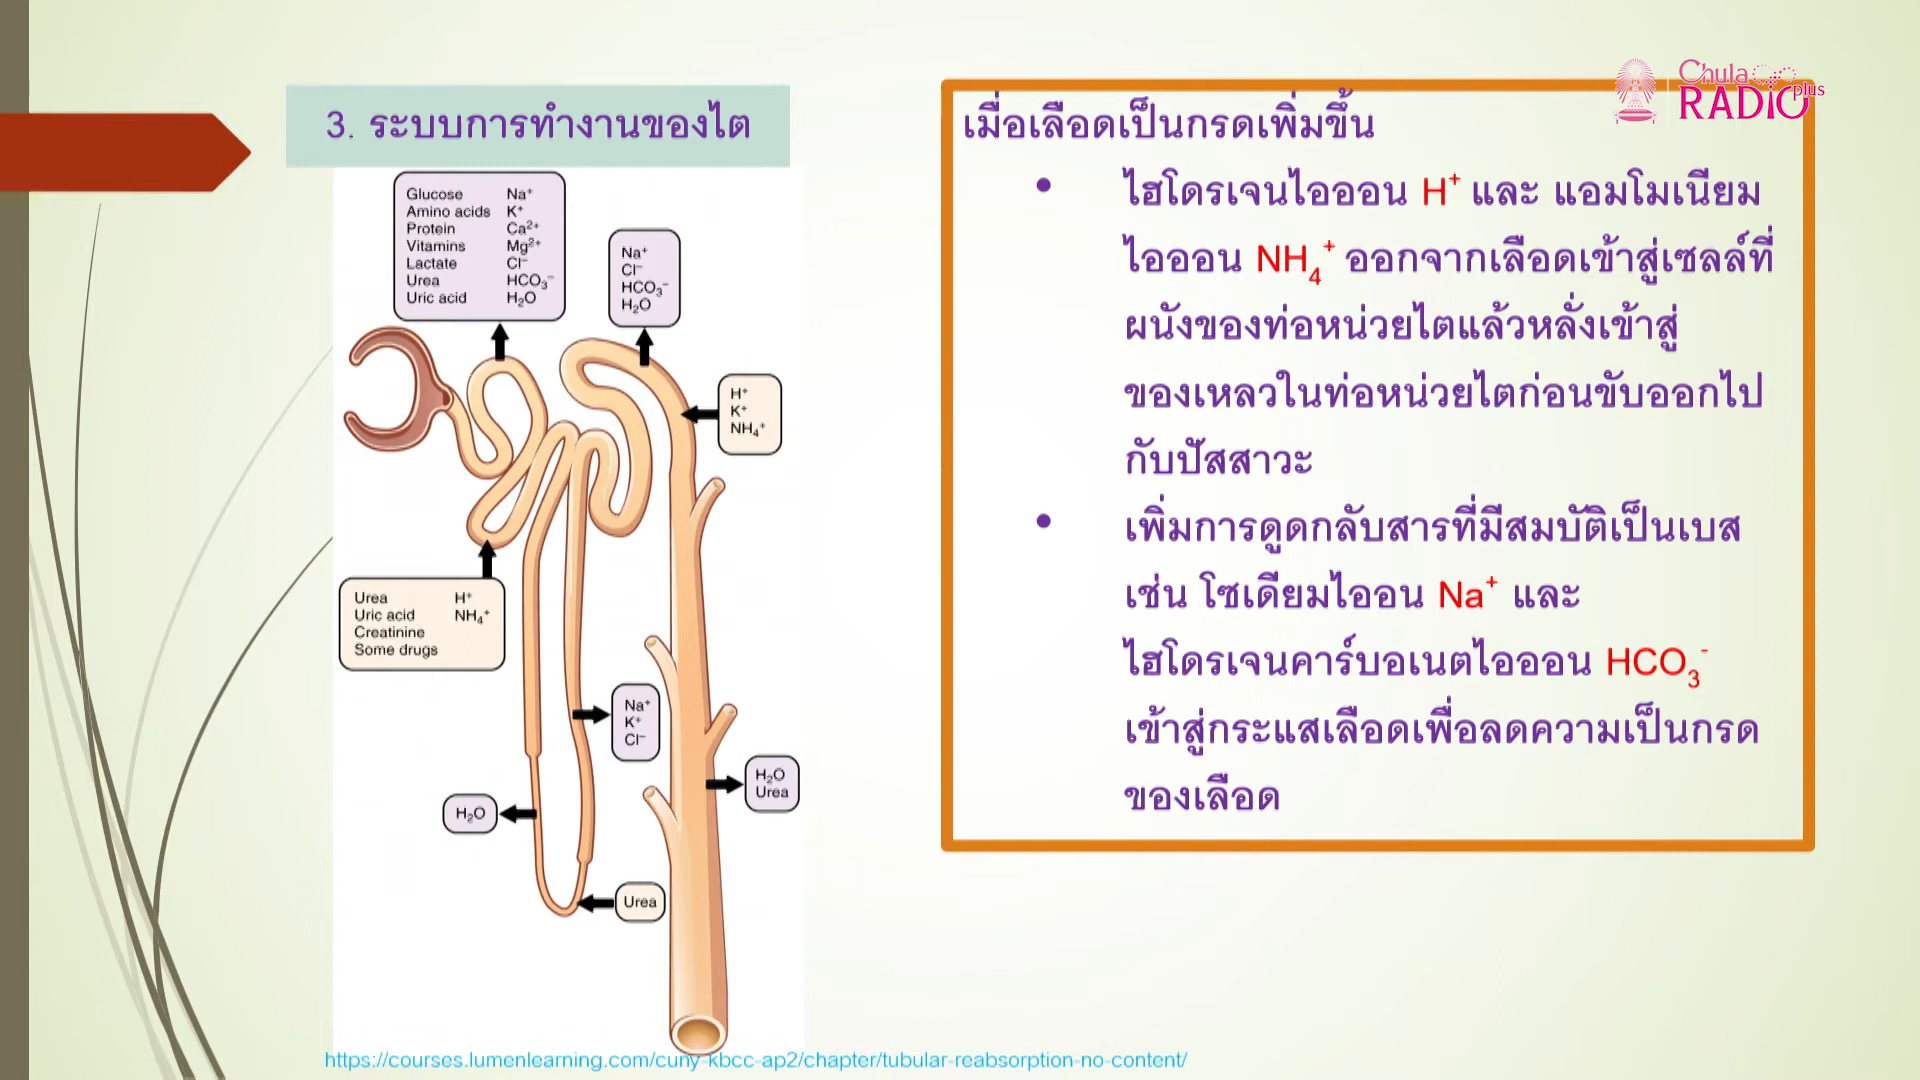 Chula
RADIO plus
3. ระบบการทำงานของไต
Glucose Na⁺
Amino acids K⁺
Protein Ca²⁺
Vitamins Mg²⁺
Lactate Cl⁻
Urea HCO₃⁻
Uric acid H₂O
Na⁺
Cl⁻
HCO₃⁻
H₂O
H⁺
K⁺
NH₄⁺
Urea H⁺
Uric acid NH₄⁺
Creatinine
Some drugs
Na⁺
K⁺
Cl⁻
H₂O
Urea
H₂O
Urea
https://courses.lumenlearning.com/cuny-kbcc-ap2/chapter/tubular-reabsorption-no-content/
เมื่อเลือดเป็นกรดเพิ่มขึ้น
• ไฮโดรเจนไอออน H⁺ และ แอมโมเนียม
ไอออน NH₄⁺ ออกจากเลือดเข้าสู่เซลล์ที่
ผนังของท่อหน่วยไตแล้วหลั่งเข้าสู่
ของเหลวในท่อหน่วยไตก่อนขับออกไป
กับปัสสาวะ
• เพิ่มการดูดกลับสารที่มีสมบัติเป็นเบส
เช่น โซเดียมไออน Na⁺ และ
ไฮโดรเจนคาร์บอเนตไอออน HCO₃⁻
เข้าสู่กระแสเลือดเพื่อลดความเป็นกรด
ของเลือด